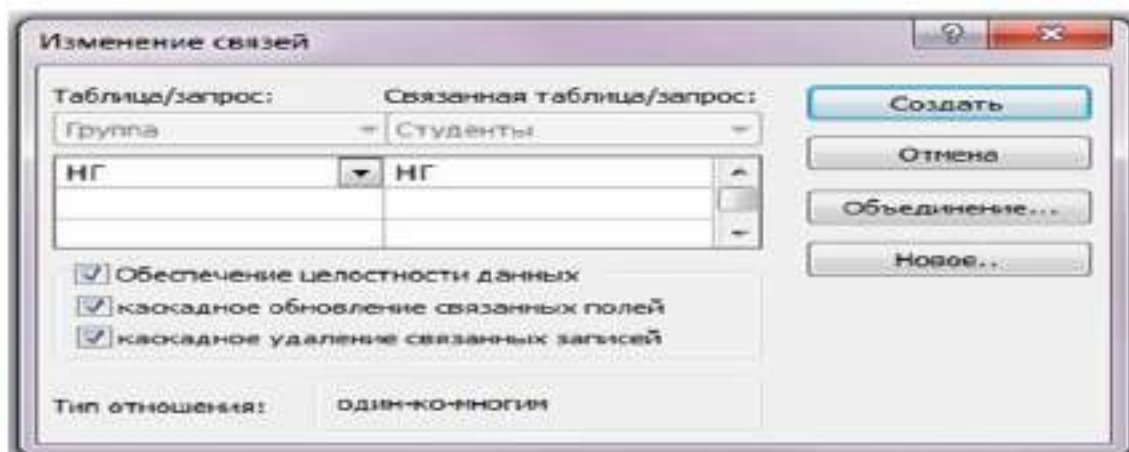 Изменение связей
Таблица/запрос: Связанная таблица/запрос:
Группа Студенты
НГ НГ
Обеспечение целостности данных
каскадное обновление связанных полей
каскадное удаление связанных записей
Тип отношения: один-ко-многим
Создать
Отмена
Объединение...
Новое..